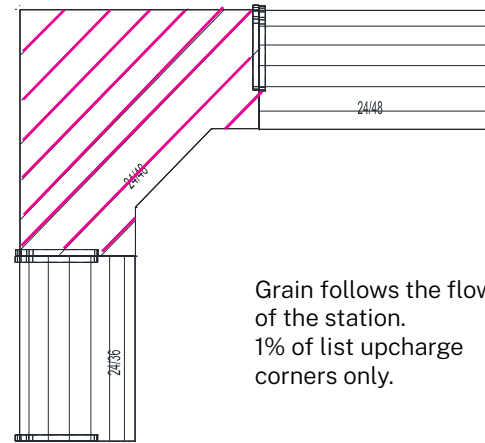 24/48
24/48
24/36
Grain follows the flow
of the station.
1% of list upcharge
corners only.